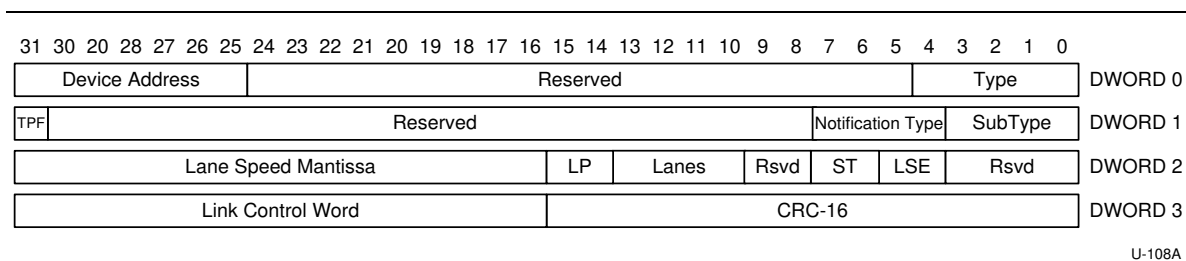 31 30 20 28 27 26 25 24 23 22 21 20 19 18 17 16 15 14 13 12 11 10 9 8 7 6 5 4 3 2 1 0
Device Address Reserved Type DWORD 0
TPF Reserved Notification Type SubType DWORD 1
Lane Speed Mantissa LP Lanes Rsvd ST LSE Rsvd DWORD 2
Link Control Word CRC-16 DWORD 3
U-108A